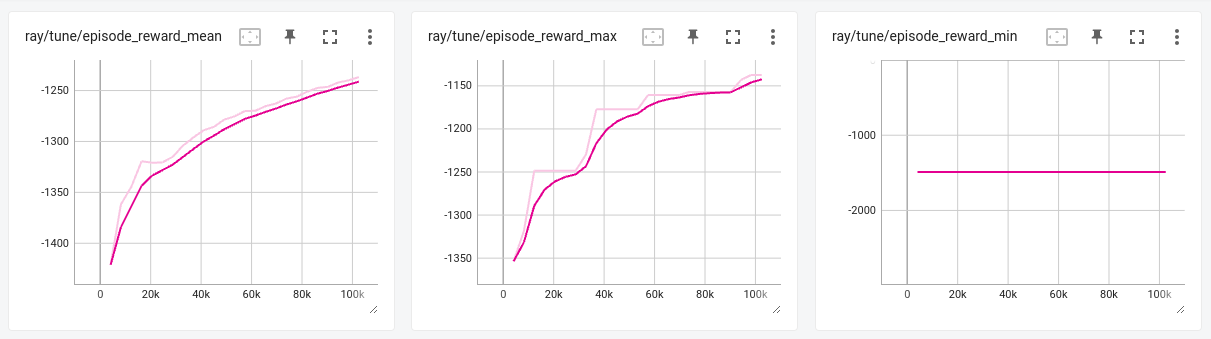 ray/tune/episode_reward_mean
-1250
-1300
-1350
-1400
0 20k 40k 60k 80k 100k
ray/tune/episode_reward_max
-1150
-1200
-1250
-1300
-1350
0 20k 40k 60k 80k 100k
ray/tune/episode_reward_min
-1000
-2000
0 20k 40k 60k 80k 100k